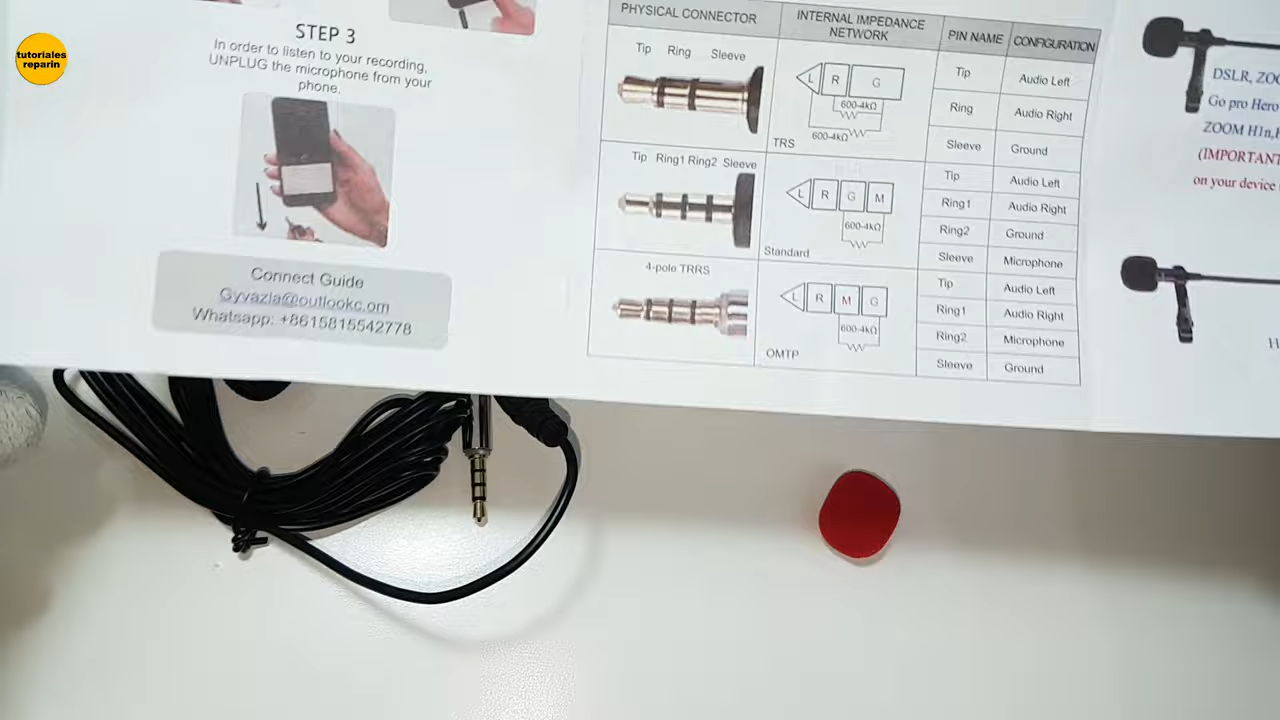 tutoriales
reparin
STEP 3
In order to listen to your recording,
UNPLUG the microphone from your
phone.
Connect Guide
Gyvazla@outlookc.om
Whatsapp: +8615815542778
PHYSICAL CONNECTOR
INTERNAL IMPEDANCE
NETWORK
PIN NAME
CONFIGURATION
Tip Ring Sleeve
L R G
600-4kΩ
600-4kΩ
TRS
Tip Audio Left
Ring Audio Right
Sleeve Ground
Tip Ring1 Ring2 Sleeve
L R G M
600-4kΩ
Standard
Tip Audio Left
Ring1 Audio Right
Ring2 Ground
Sleeve Microphone
4-pole TRRS
L R M G
600-4kΩ
OMTP
Tip Audio Left
Ring1 Audio Right
Ring2 Microphone
Sleeve Ground
DSLR, ZOO
Go pro Hero
ZOOM H1n,
(IMPORTANT
on your device
H